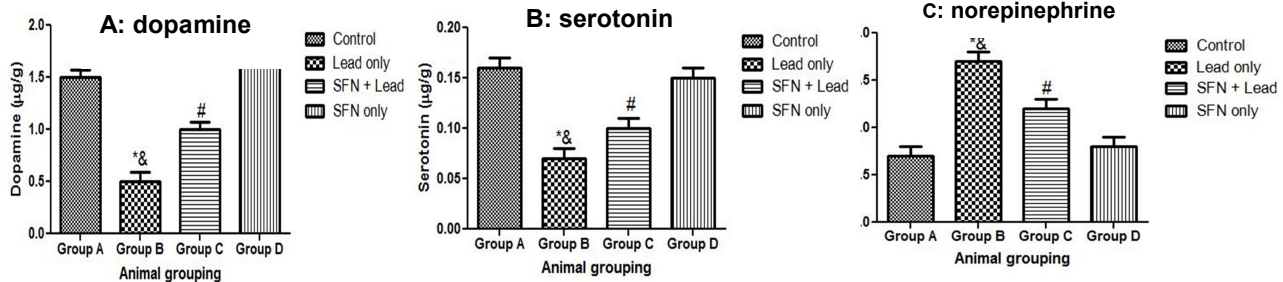 A: dopamine
2.0
1.5
1.0
0.5
0.0
Dopamine (µg/g)
*&
#
Group A Group B Group C Group D
Animal grouping
Control
Lead only
SFN + Lead
SFN only
B: serotonin
0.20
0.15
0.10
0.05
0.00
Serotonin (µg/g)
*&
#
Group A Group B Group C Group D
Animal grouping
Control
Lead only
SFN + Lead
SFN only
C: norepinephrine
.0
.5
.0
.5
.0
*&
#
Group A Group B Group C Group D
Animal grouping
Control
Lead only
SFN + Lead
SFN only